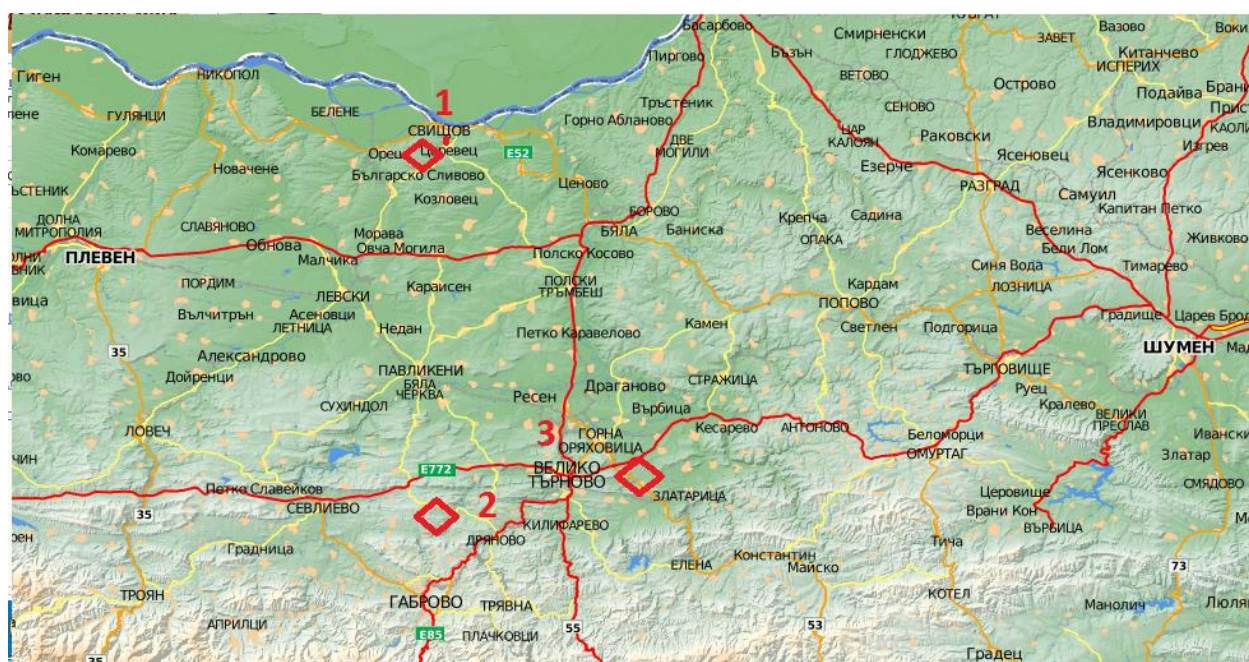 Басарбово
Смирненски
ЗАВЕТ
Вазово
Воки
Гиген
НИКОПОЛ
Пиргово
Бъзън
ГЛОДЖЕВО
ИСПЕРИХ
Китанчево
ВЕТОВО
Острово
Подайва
ГУЛЯНЦИ
БЕЛЕНЕ
1
СВИЩОВ
Тръстеник
Горно Абланово
СЕНОВО
Владимировци
Комарево
E52
ДВЕ
МОГИЛИ
ЦАР
КАЛОЯН
Раковски
Изгрев
Новачене
Българско Сливово
Езерче
Ясеновец
Ясенково
Ценово
РАЗГРАД
Самуил
Козловец
Капитан Петко
ДОЛНА
МИТРОПОЛИЯ
СЛАВЯНОВО
Морава
БОРОВО
Крепча
Садина
Веселина
ПЛЕВЕН
Обнова
Овча Могила
БЯЛА
Баниска
ОПАКА
Бели Лом
Живково
Малчика
Полско Косово
Синя Вода
Тимарево
ПОРДИМ
ЛЕВСКИ
Караисен
ПОЛСКИ
ТРЪМБЕШ
Кардам
ЛОЗНИЦА
Вълчитрън
Асеновци
ЛЕТНИЦА
Недан
Петко Каравелово
Камен
ПОПОВО
Светлен
Подгорица
Градище
Царев Брод
35
Александрово
ШУМЕН
Дойренци
ПАВЛИКЕНИ
БЯЛА
ЧЕРКВА
Драганово
СТРАЖИЦА
ТЪРГОВИЩЕ
Руец
СУХИНДОЛ
Ресен
Върбица
Кралево
ВЕЛИКИ
ПРЕСЛАВ
ЛОВЕЧ
3
ГОРНА
ОРЯХОВИЦА
Кесарево
АНТОНОВО
Беломорци
Ивански
E772
ВЕЛИКО
ТЪРНОВО
ОМУРТАГ
Златар
Петко Славейков
СЕВЛИЕВО
2
ЗЛАТАРИЦА
Церовище
СМЯДОВО
35
КИЛИФАРЕВО
Врани Кон
ВЪРБИЦА
Градница
ДРЯНОВО
ЕЛЕНА
Константин
Майско
Тича
ТРОЯН
ГАБРОВО
ТРЯВНА
КОТЕЛ
73
Манолич
АПРИЛЦИ
E85
ПЛАЧКОВЦИ
55
53
Градец
35